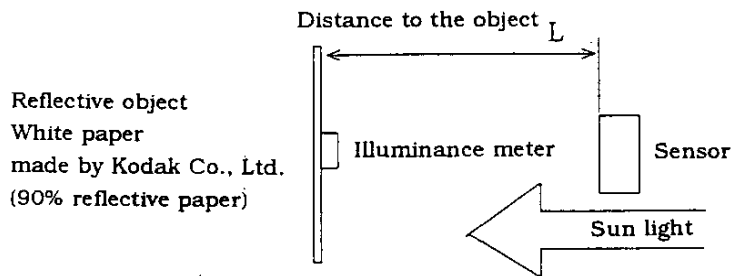 Distance to the object
L
Reflective object
White paper
made by Kodak Co., Ltd.
(90% reflective paper)
Illuminance meter
Sensor
Sun light